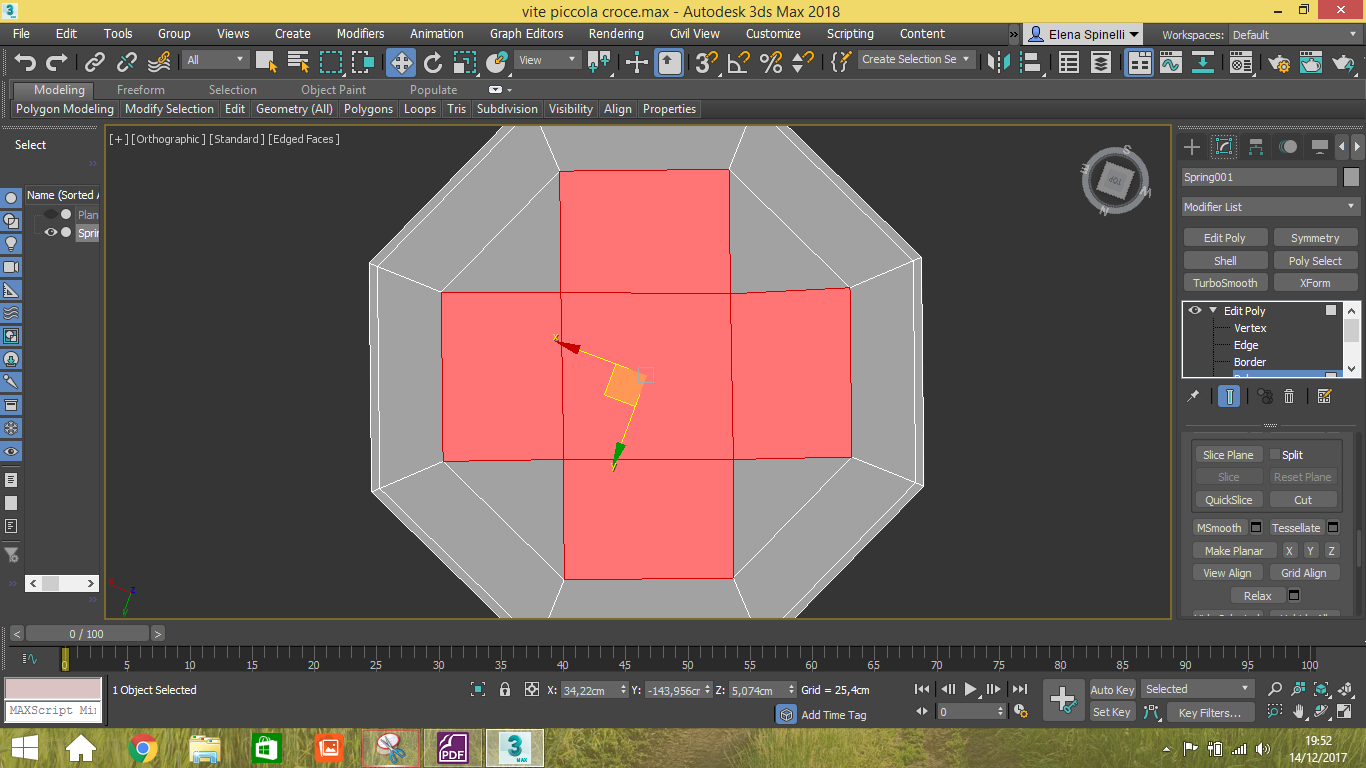 vite piccola croce.max - Autodesk 3ds Max 2018
3
MAX
File Edit Tools Group Views Create Modifiers Animation Graph Editors Rendering Civil View Customize Scripting Content » Elena Spinelli Workspaces: Default
All View Create Selection Se
Modeling Freeform Selection Object Paint Populate
Polygon Modeling Modify Selection Edit Geometry (All) Polygons Loops Tris Subdivision Visibility Align Properties
Select
[+] [Orthographic] [Standard] [Edged Faces]
S
E
W
TOP
N
Spring001
Name (Sorted A
Plan
Sprin
Modifier List
Edit Poly Symmetry
Shell Poly Select
TurboSmooth XForm
Edit Poly
Vertex
Edge
Border
x
y
z
Slice Plane Split
Slice Reset Plane
QuickSlice Cut
MSmooth Tessellate
Make Planar X Y Z
View Align Grid Align
Relax
< 0 / 100 >
0 5 10 15 20 25 30 35 40 45 50 55 60 65 70 75 80 85 90 95 100
1 Object Selected X: 34,22cm Y: -143,956cm Z: 5,074cm Grid = 25,4cm Auto Key Selected
MAXScript Mi
Add Time Tag 0 Set Key Key Filters...
PDF
3
MAX
19:52
14/12/2017